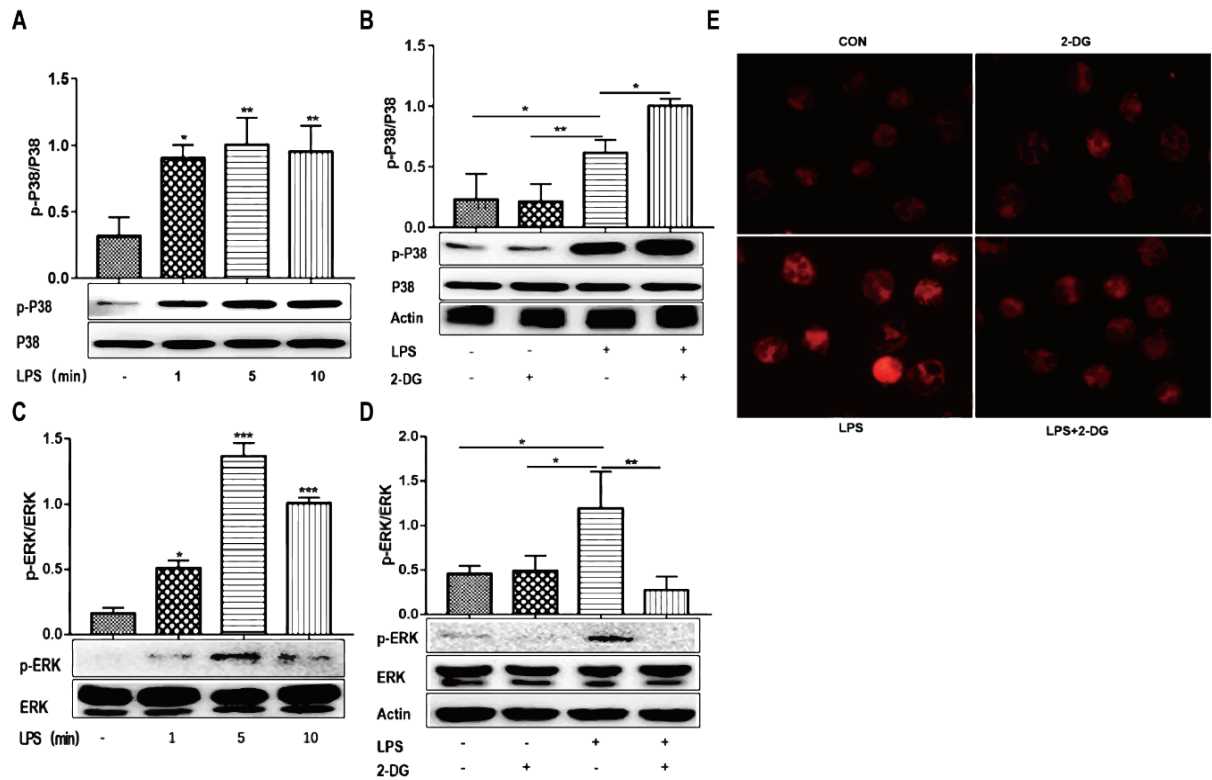 A
1.5
1.0
0.5
0.0
p-P38/P38
*
**
**
p-P38
P38
LPS (min) - 1 5 10
B
1.5
1.0
0.5
0.0
p-P38/P38
*
**
*
p-P38
P38
Actin
LPS - - + +
2-DG - + - +
C
1.5
1.0
0.5
0.0
p-ERK/ERK
*
***
***
p-ERK
ERK
LPS (min) - 1 5 10
D
2.0
1.5
1.0
0.5
0.0
p-ERK/ERK
*
*
**
p-ERK
ERK
Actin
LPS - - + +
2-DG - + - +
E
CON 2-DG
LPS LPS+2-DG